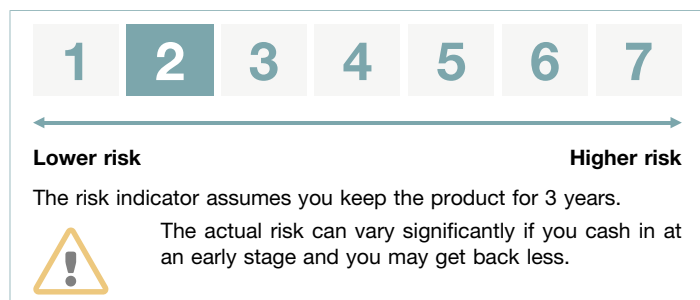 1 2 3 4 5 6 7
Lower risk Higher risk
The risk indicator assumes you keep the product for 3 years.
The actual risk can vary significantly if you cash in at
an early stage and you may get back less.